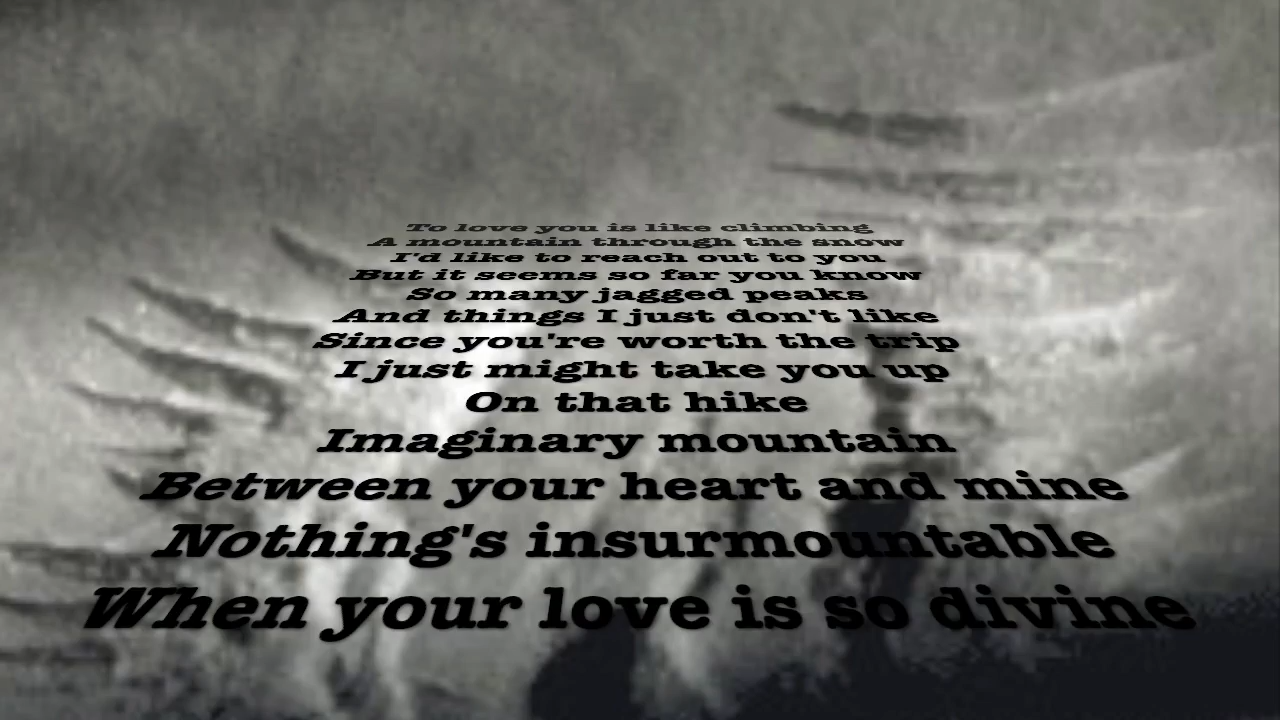 To love you is like climbing
A mountain through the snow
I'd like to reach out to you
But it seems so far you know
So many jagged peaks
And things I just don't like
Since you're worth the trip
I just might take you up
On that hike
Imaginary mountain
Between your heart and mine
Nothing's insurmountable
When your love is so divine